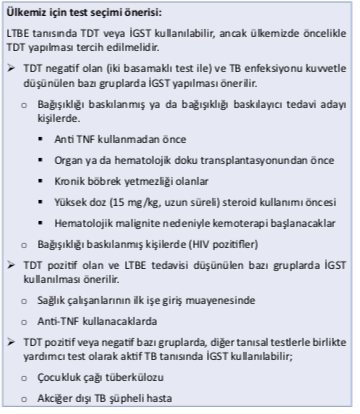 Ülkemiz için test seçimi önerisi:
LTBE tanısında TDT veya İGST kullanılabilir, ancak ülkemizde öncelikle
TDT yapılması tercih edilmelidir.
➢ TDT negatif olan (iki basamaklı test ile) ve TB enfeksiyonu kuvvetle
düşünülen bazı gruplarda İGST yapılması önerilir.
o Bağışıklığı baskılanmış ya da bağışıklık baskılayıcı tedavi adayı
kişilerde.
▪ Anti TNF kullanmadan önce
▪ Organ ya da hematolojik doku transplantasyonundan önce
▪ Kronik böbrek yetmezliği olanlar
▪ Yüksek doz (15 mg/kg, uzun süreli) steroid kullanımı öncesi
▪ Hematolojik malignite nedeniyle kemoterapi başlanacaklar
o Bağışıklığı baskılanmış kişilerde (HIV pozitifler)
➢ TDT pozitif olan ve LTBE tedavisi düşünülen bazı gruplarda İGST
kullanılması önerilir.
o Sağlık çalışanlarının ilk işe giriş muayenesinde
o Anti-TNF kullanacaklarda
➢ TDT pozitif veya negatif bazı gruplarda, diğer tanısal testlerle birlikte
yardımcı test olarak aktif TB tanısında İGST kullanılabilir;
o Çocukluk çağı tüberkülozu
o Akciğer dışı TB şüpheli hasta